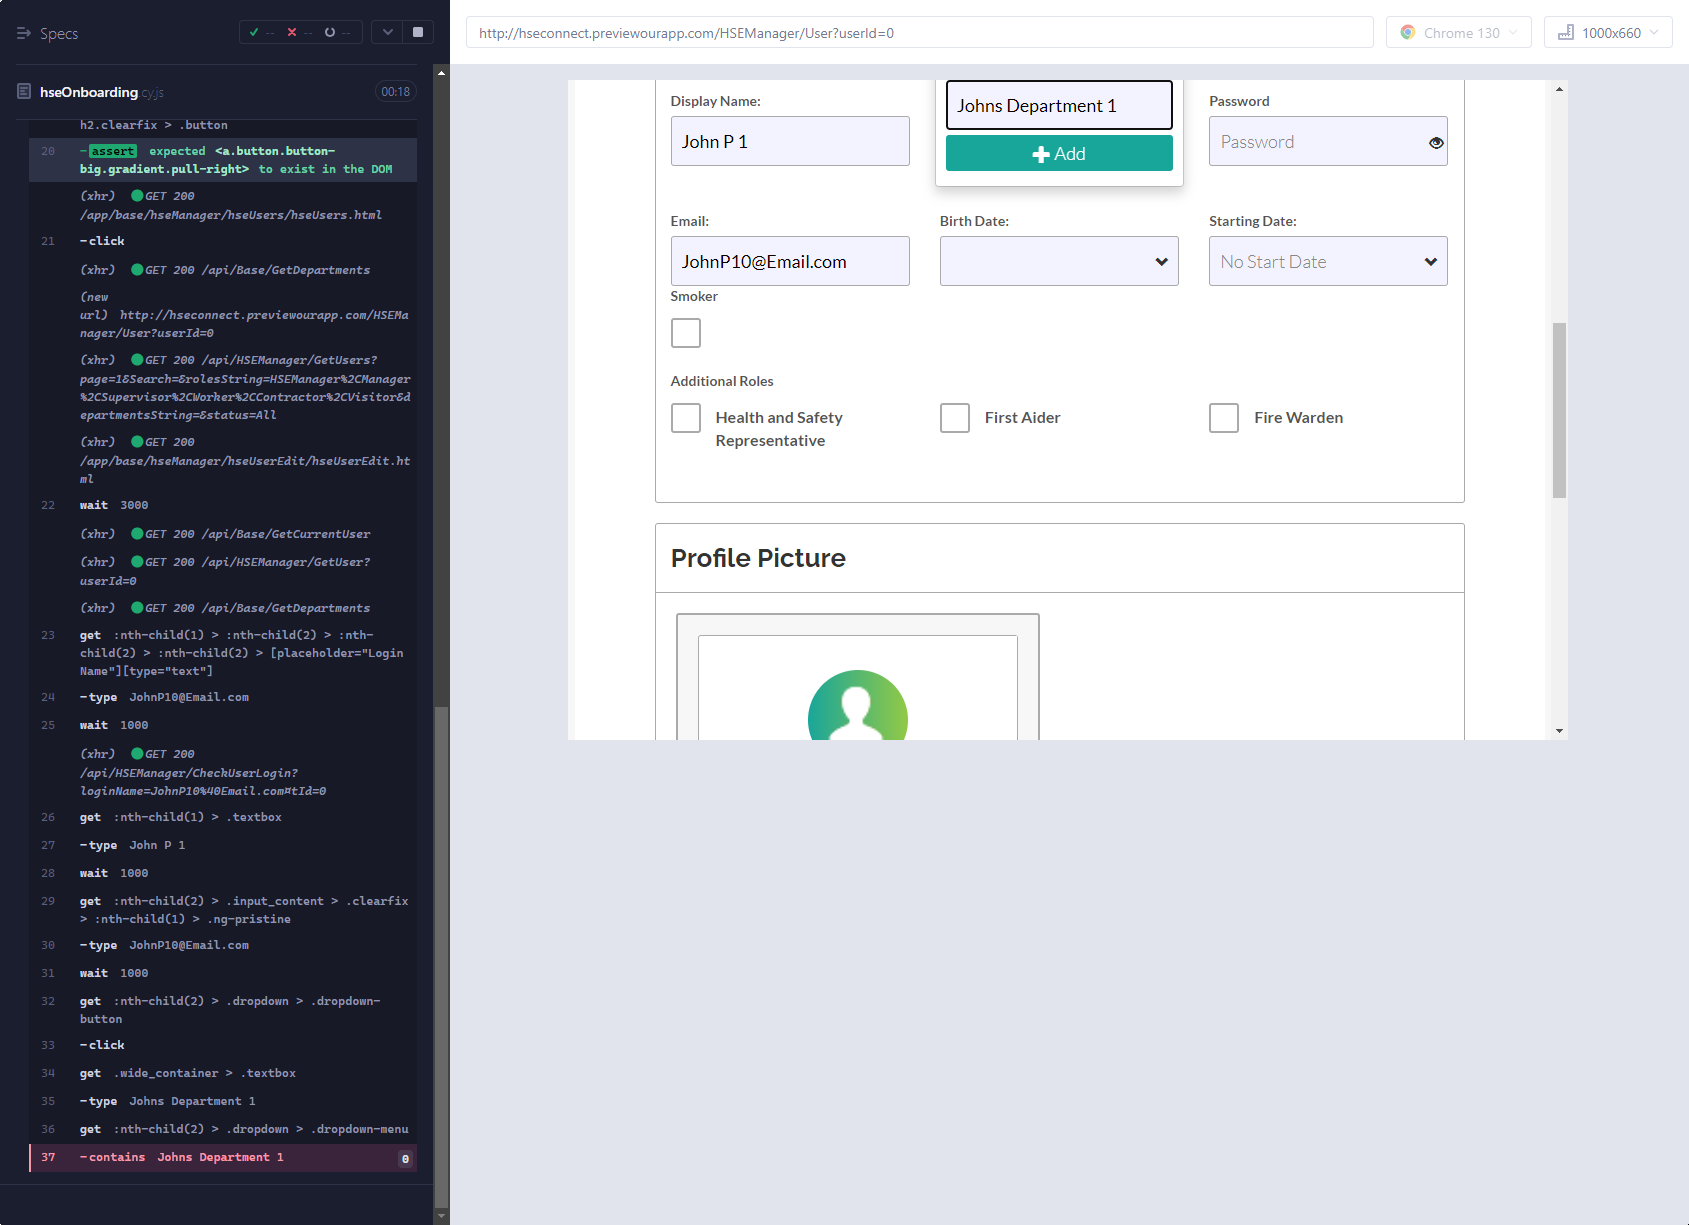 Specs
-- -- --
hseOnboarding cy.js 00:18
h2.clearfix > .button
20 -assert expected <a.button.button-
big.gradient.pull-right> to exist in the DOM
(xhr) GET 200
/app/base/hseManager/hseUsers/hseUsers.html
21 -click
(xhr) GET 200 /api/Base/GetDepartments
(new
url) http://hseconnect.previewourapp.com/HSEMa
nager/User?userId=0
(xhr) GET 200 /api/HSEManager/GetUsers?
page=1&Search=&rolesString=HSEManager%2CManager
%2CSupervisor%2CWorker%2CContractor%2CVisitor&d
epartmentsString=&status=All
(xhr) GET 200
/app/base/hseManager/hseUserEdit/hseUserEdit.ht
ml
22 wait 3000
(xhr) GET 200 /api/Base/GetCurrentUser
(xhr) GET 200 /api/HSEManager/GetUser?
userId=0
(xhr) GET 200 /api/Base/GetDepartments
23 get :nth-child(1) > :nth-child(2) > :nth-
child(2) > :nth-child(2) > [placeholder="Login
Name"][type="text"]
24 -type JohnP10@Email.com
25 wait 1000
(xhr) GET 200
/api/HSEManager/CheckUserLogin?
loginName=JohnP10%40Email.com¤tId=0
26 get :nth-child(1) > .textbox
27 -type John P 1
28 wait 1000
29 get :nth-child(2) > .input_content > .clearfix
> :nth-child(1) > .ng-pristine
30 -type JohnP10@Email.com
31 wait 1000
32 get :nth-child(2) > .dropdown > .dropdown-
button
33 -click
34 get .wide_container > .textbox
35 -type Johns Department 1
36 get :nth-child(2) > .dropdown > .dropdown-menu
37 -contains Johns Department 1 0
http://hseconnect.previewourapp.com/HSEManager/User?userId=0
Chrome 130
1000x660
Display Name:
John P 1
Johns Department 1
Add
Password
Password
Email:
JohnP10@Email.com
Birth Date:
Starting Date:
No Start Date
Smoker
Additional Roles
Health and Safety
Representative
First Aider
Fire Warden
Profile Picture